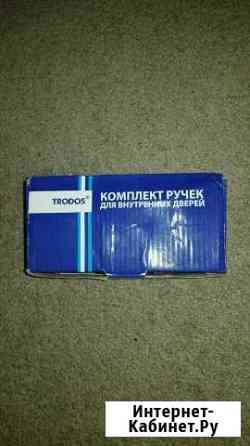 TRODOS®
КОМПЛЕКТ РУЧЕК
ДЛЯ ВНУТРЕННИХ ДВЕРЕЙ
Интернет-
Кабинет.Ру